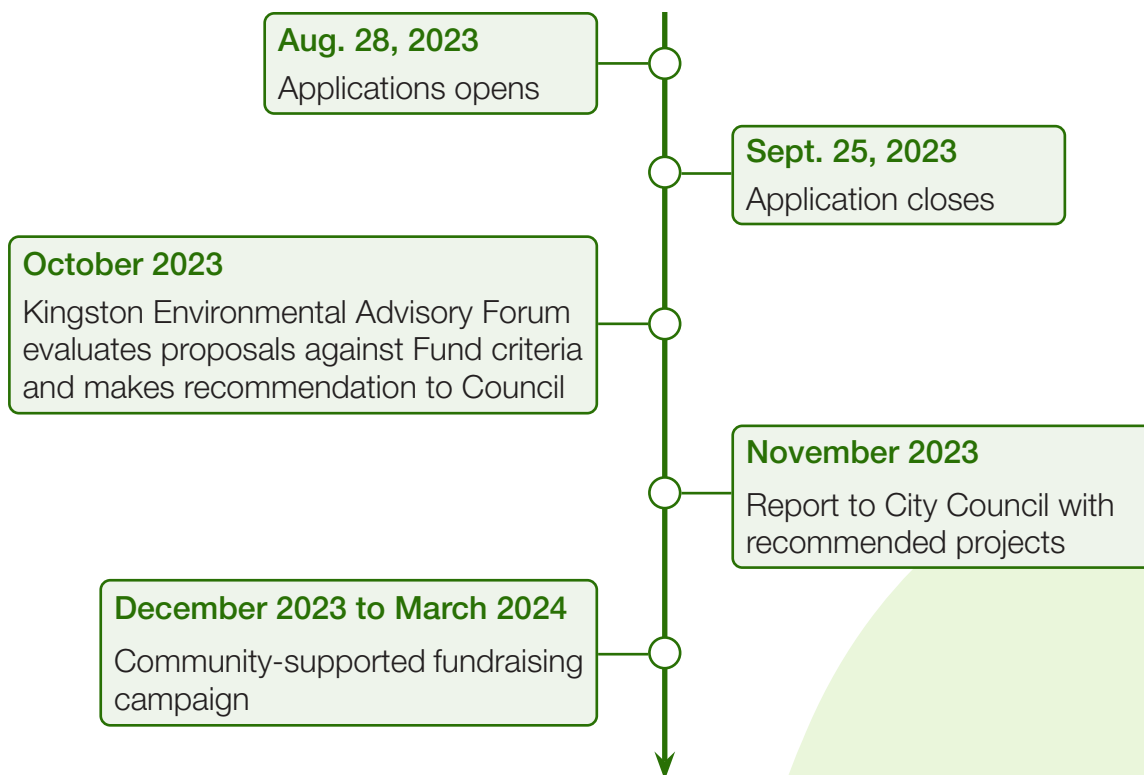 Aug. 28, 2023
Applications opens
Sept. 25, 2023
Application closes
October 2023
Kingston Environmental Advisory Forum
evaluates proposals against Fund criteria
and makes recommendation to Council
November 2023
Report to City Council with
recommended projects
December 2023 to March 2024
Community-supported fundraising
campaign